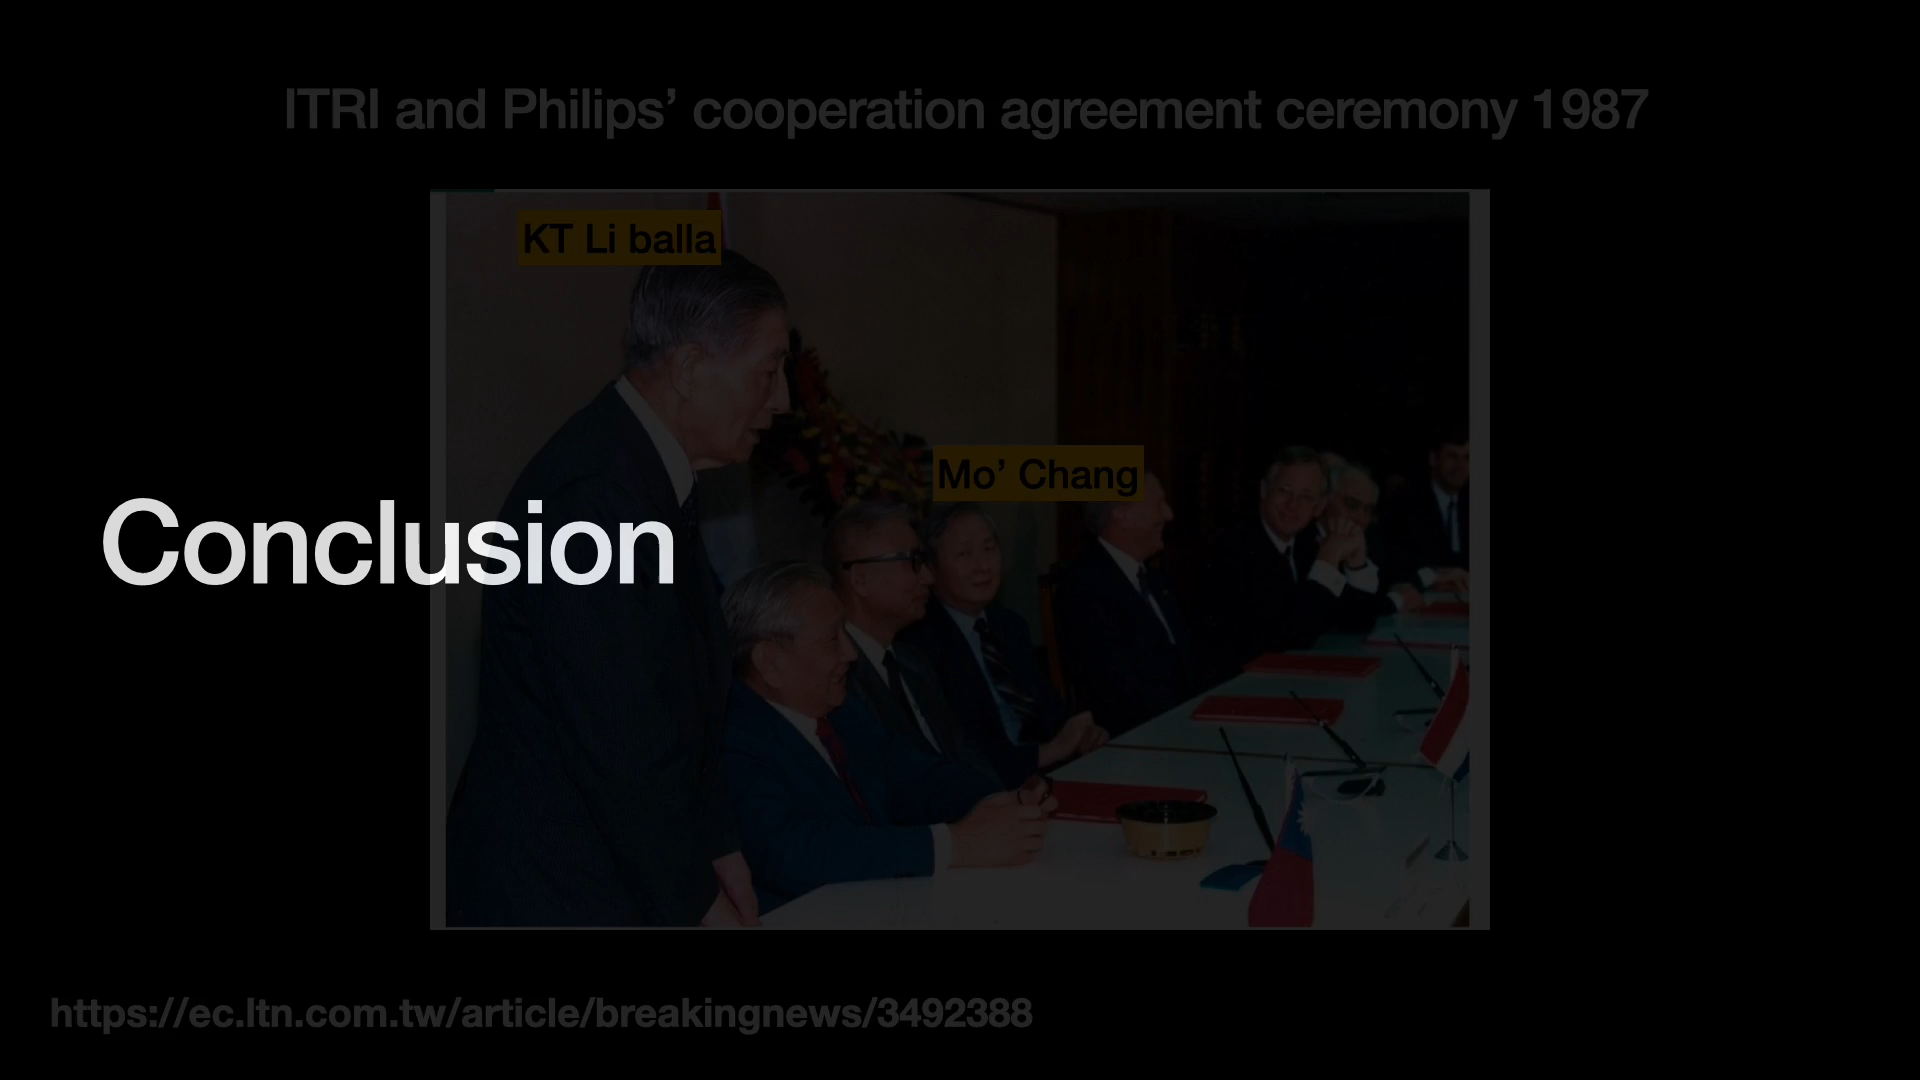 ITRI and Philips’ cooperation agreement ceremony 1987
KT Li balla
Mo’ Chang
Conclusion
https://ec.ltn.com.tw/article/breakingnews/3492388